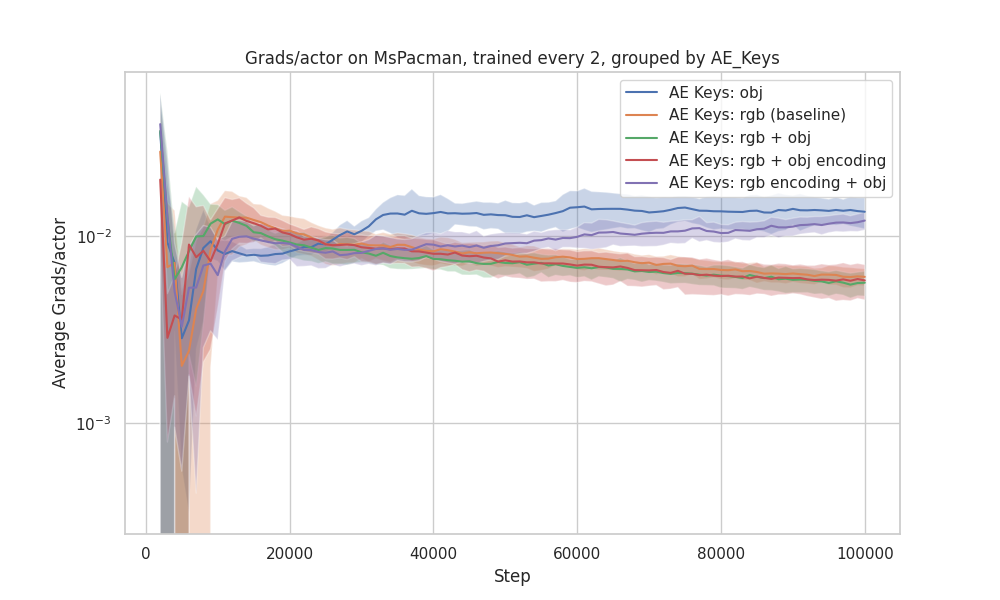 Grads/actor on MsPacman, trained every 2, grouped by AE_Keys
AE Keys: obj
AE Keys: rgb (baseline)
AE Keys: rgb + obj
AE Keys: rgb + obj encoding
AE Keys: rgb encoding + obj
Average Grads/actor
10⁻²
10⁻³
0 20000 40000 60000 80000 100000
Step